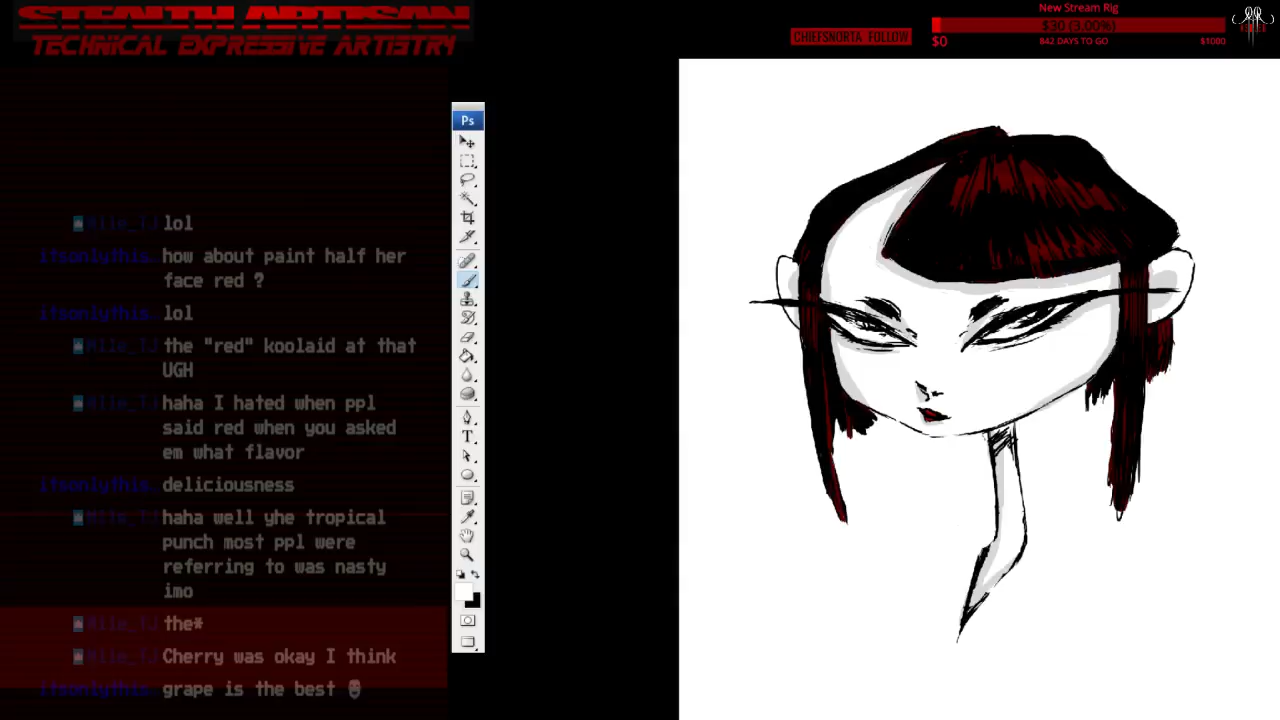 STEALTH ARTISAN
TECHNICAL EXPRESSIVE ARTISTRY
New Stream Rig
CHIEFSNORTA FOLLOW
$30 (3.00%)
$0 842 DAYS TO GO $1000
Ps
lol
itsonlythis.. how about paint half her
face red ?
itsonlythis.. lol
the "red" koolaid at that
UGH
haha I hated when ppl
said red when you asked
em what flavor
itsonlythis.. deliciousness
haha well yhe tropical
punch most ppl were
referring to was nasty
imo
the*
Cherry was okay I think
itsonlythis.. grape is the best
T